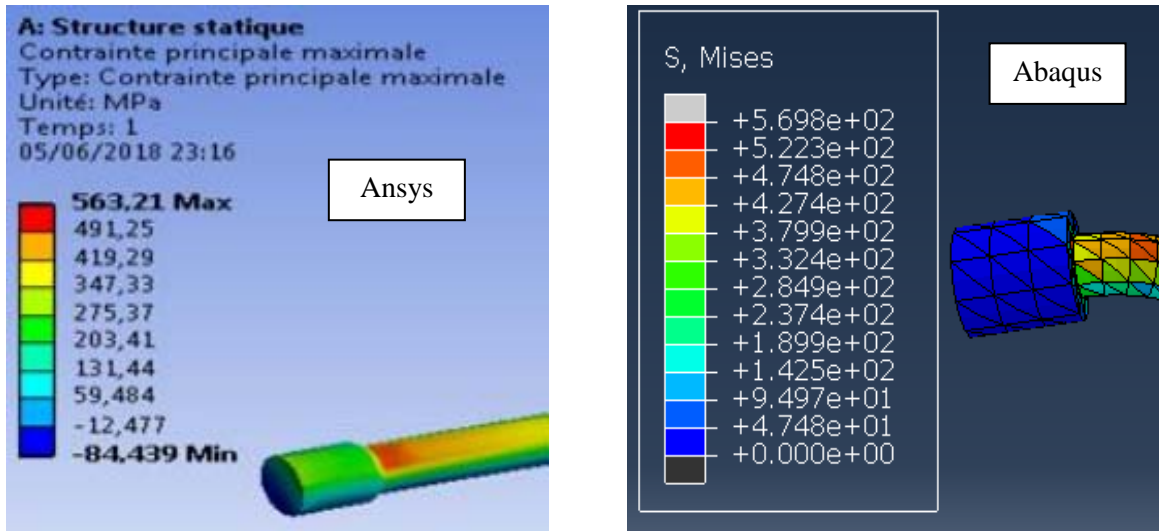 A: Structure statique
Contrainte principale maximale
Type: Contrainte principale maximale
Unité: MPa
Temps: 1
05/06/2018 23:16
Ansys
563,21 Max
491,25
419,29
347,33
275,37
203,41
131,44
59,484
-12,477
-84,439 Min
S, Mises
Abaqus
+5.698e+02
+5.223e+02
+4.748e+02
+4.274e+02
+3.799e+02
+3.324e+02
+2.849e+02
+2.374e+02
+1.899e+02
+1.425e+02
+9.497e+01
+4.748e+01
+0.000e+00